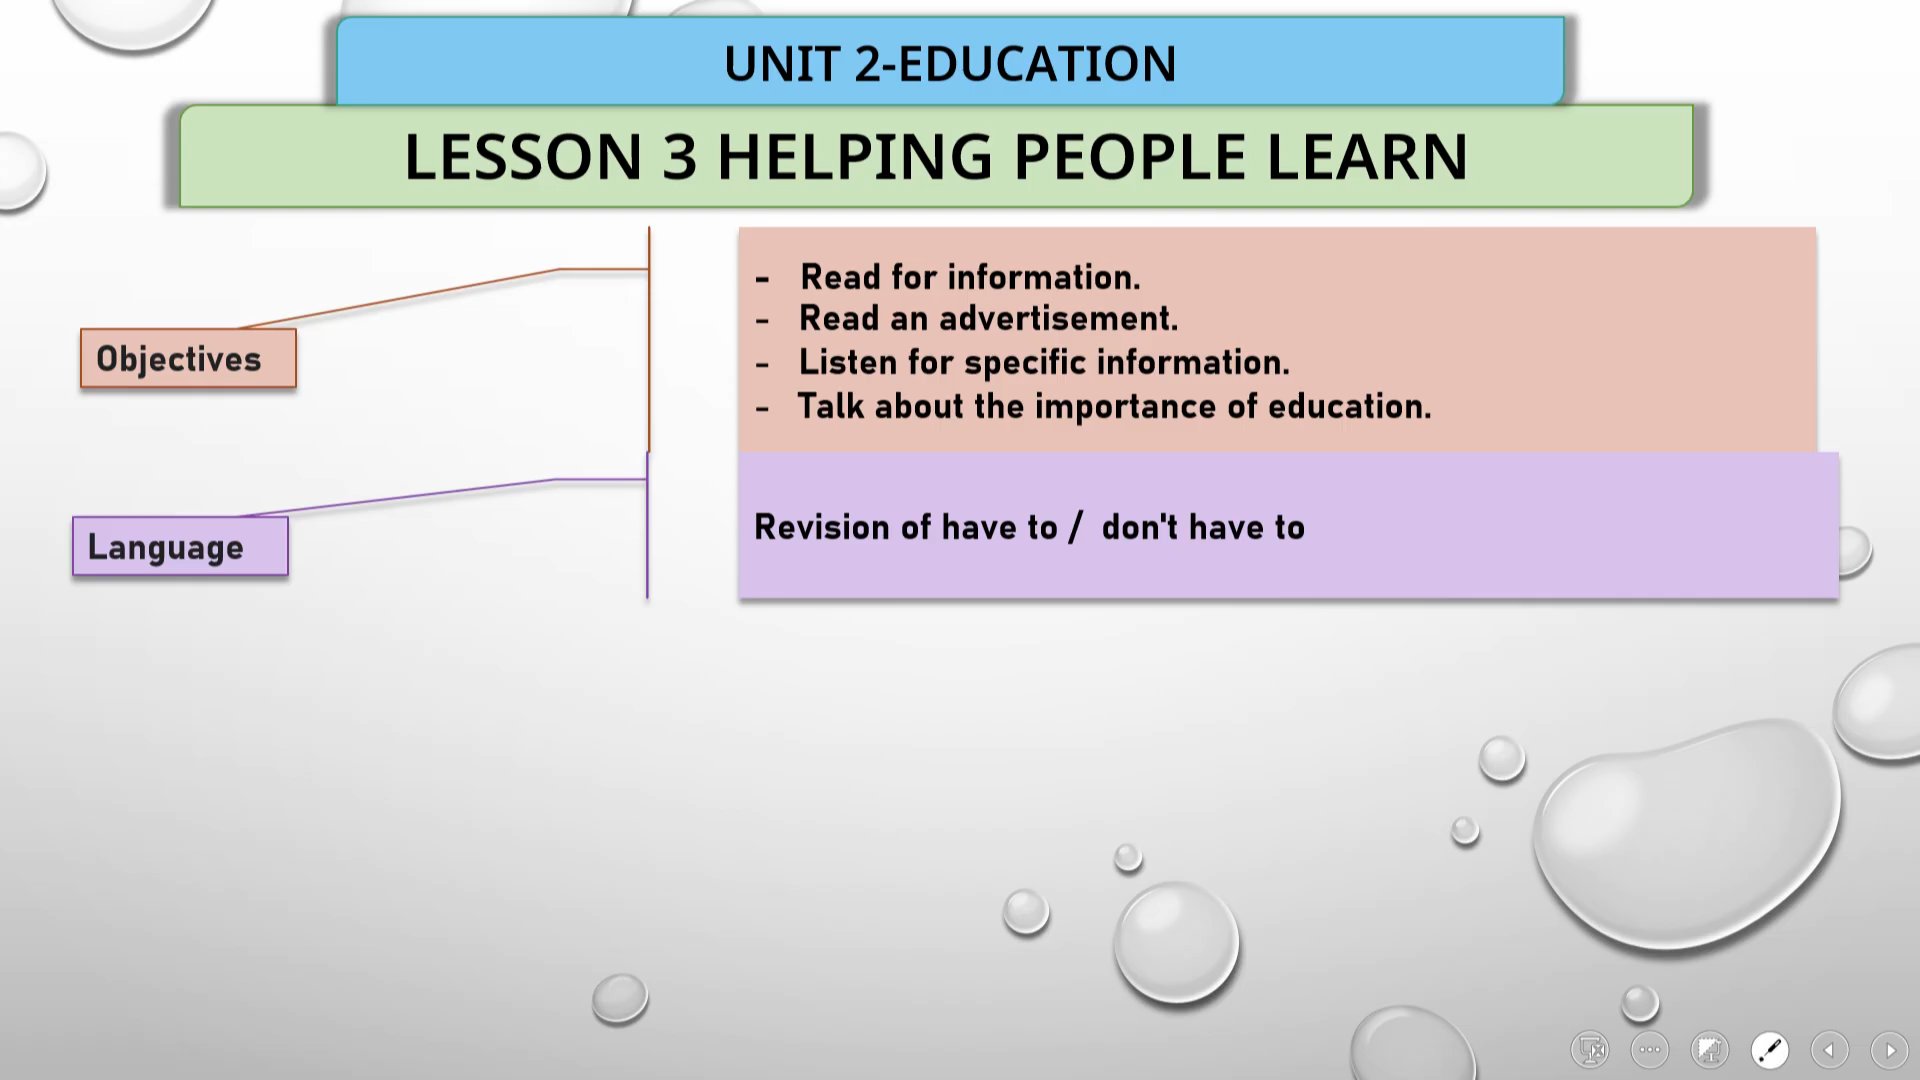 UNIT 2-EDUCATION
LESSON 3 HELPING PEOPLE LEARN
Objectives
- Read for information.
- Read an advertisement.
- Listen for specific information.
- Talk about the importance of education.
Language
Revision of have to / don't have to